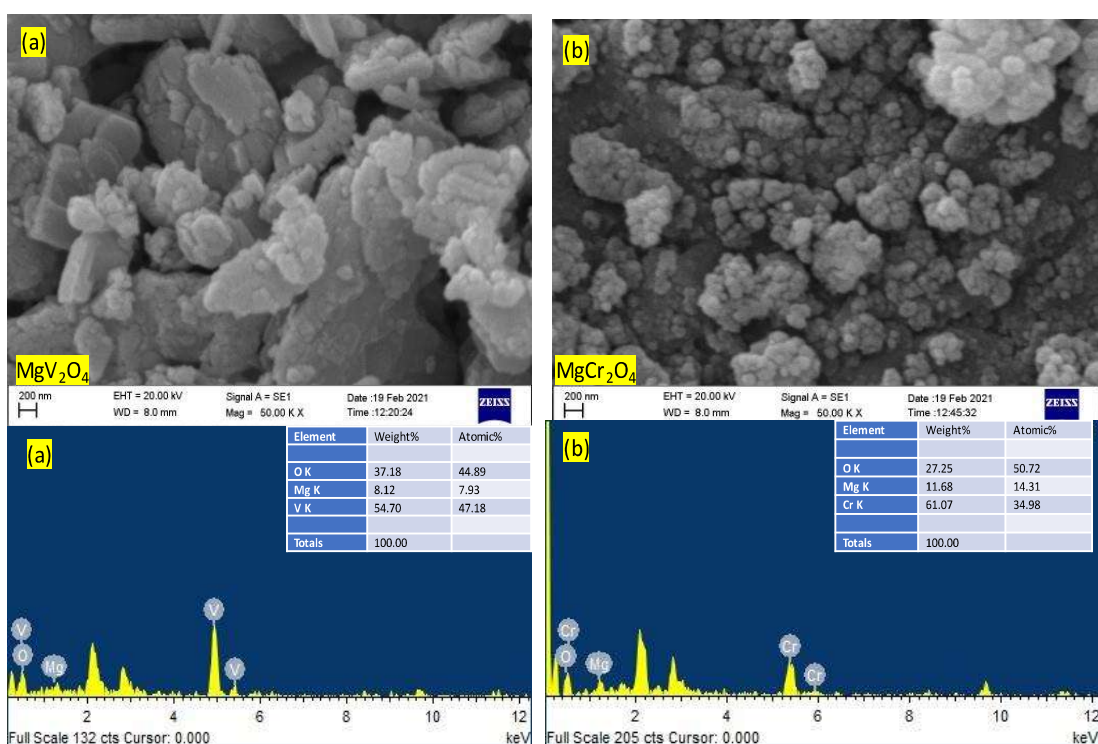 (a)
MgV₂O₄
200 nm
EHT = 20.00 kV
WD = 8.0 mm
Signal A = SE1
Mag = 50.00 K X
Date :19 Feb 2021
Time :12:20:24
ZEISS
(b)
MgCr₂O₄
200 nm
EHT = 20.00 kV
WD = 8.0 mm
Signal A = SE1
Mag = 50.00 K X
Date :19 Feb 2021
Time :12:45:32
ZEISS
(a)
Element Weight% Atomic%
O K 37.18 44.89
Mg K 8.12 7.93
V K 54.70 47.18
Totals 100.00
V
O
Mg
V
V
2 4 6 8 10 12
Full Scale 132 cts Cursor: 0.000 keV
(b)
Element Weight% Atomic%
O K 27.25 50.72
Mg K 11.68 14.31
Cr K 61.07 34.98
Totals 100.00
Cr
O
Mg
Cr
Cr
2 4 6 8 10 12
Full Scale 205 cts Cursor: 0.000 keV